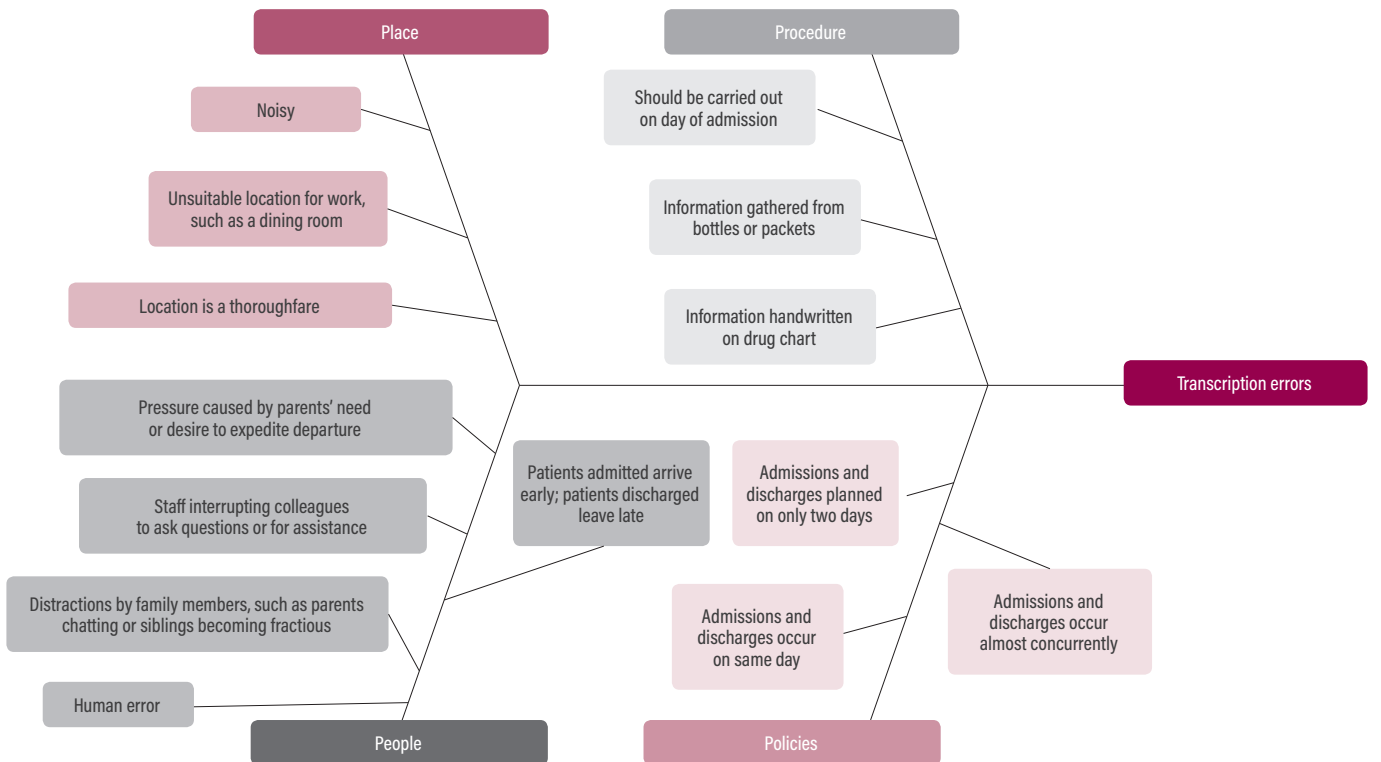 Place
Noisy
Unsuitable location for work,
such as a dining room
Location is a thoroughfare
Procedure
Should be carried out
on day of admission
Information gathered from
bottles or packets
Information handwritten
on drug chart
Transcription errors
Pressure caused by parents’ need
or desire to expedite departure
Staff interrupting colleagues
to ask questions or for assistance
Patients admitted arrive
early; patients discharged
leave late
Distractions by family members, such as parents
chatting or siblings becoming fractious
Human error
People
Admissions and
discharges planned
on only two days
Admissions and
discharges occur
on same day
Admissions and
discharges occur
almost concurrently
Policies